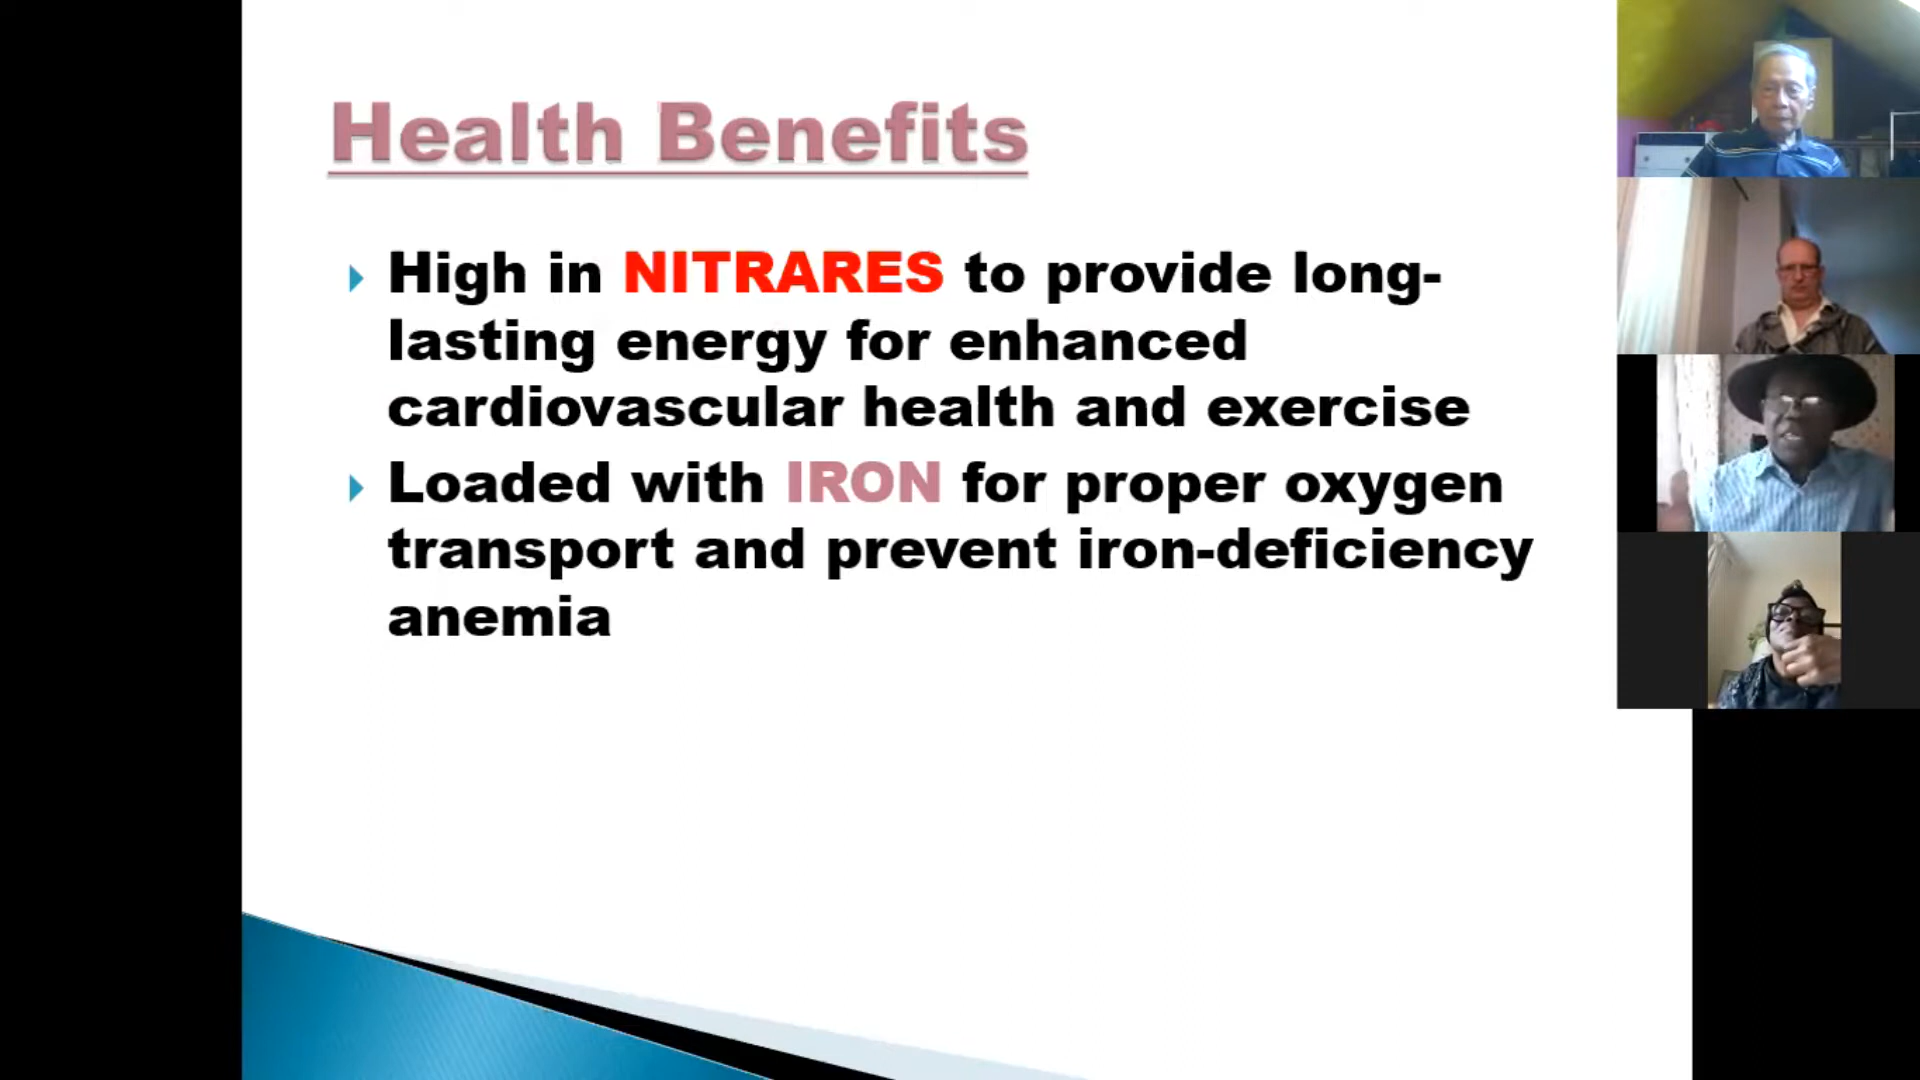 Health Benefits
High in NITRARES to provide long-
lasting energy for enhanced
cardiovascular health and exercise
Loaded with IRON for proper oxygen
transport and prevent iron-deficiency
anemia